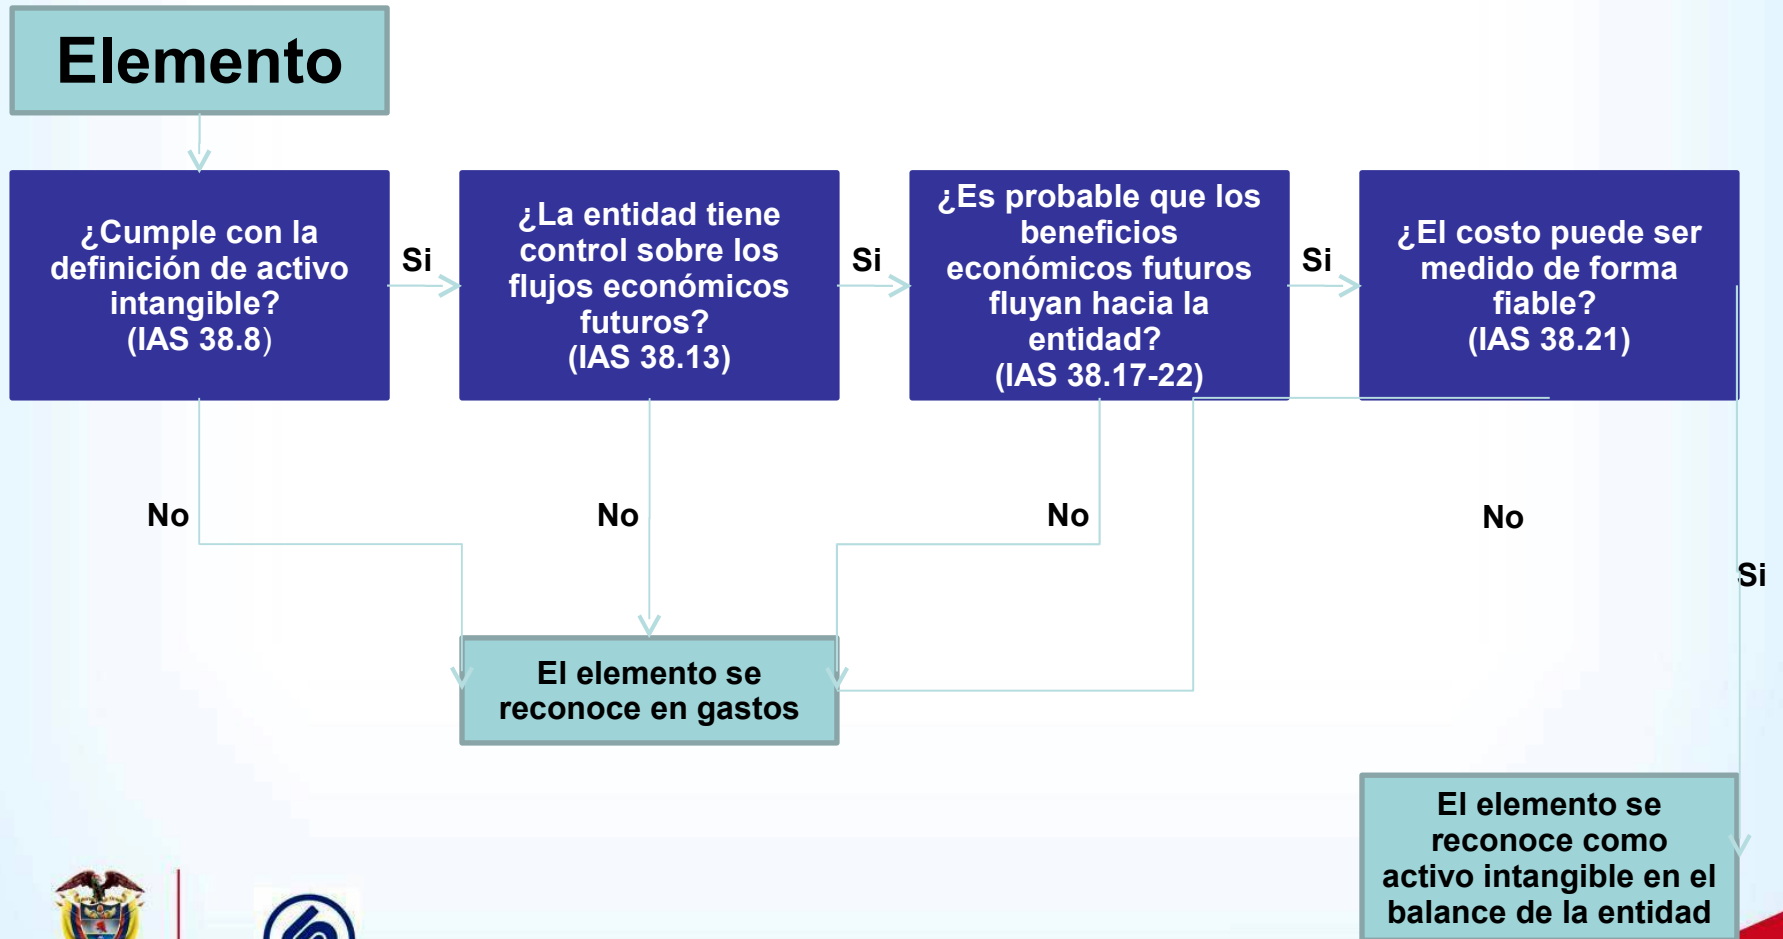 Elemento
¿Cumple con la
definición de activo
intangible?
(IAS 38.8)
Si
¿La entidad tiene
control sobre los
flujos económicos
futuros?
(IAS 38.13)
Si
¿Es probable que los
beneficios
económicos futuros
fluyan hacia la
entidad?
(IAS 38.17-22)
Si
¿El costo puede ser
medido de forma
fiable?
(IAS 38.21)
No
No
No
No
Si
El elemento se
reconoce en gastos
El elemento se
reconoce como
activo intangible en el
balance de la entidad